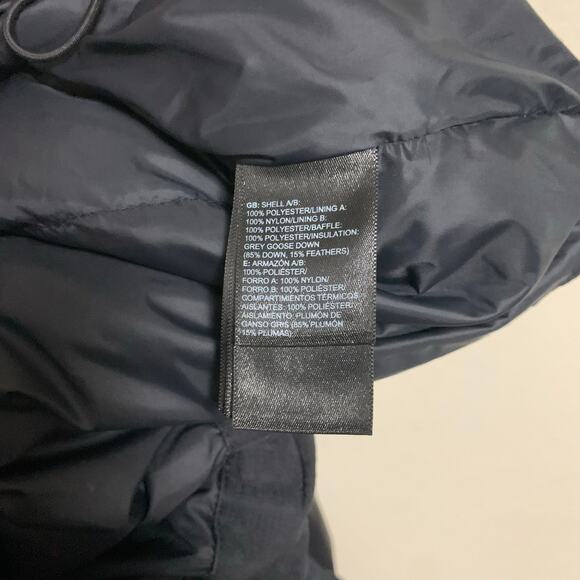 GB: SHELL A/B:
100% POLYESTER/LINING A:
100% NYLON/LINING B:
100% POLYESTER/BAFFLE:
100% POLYESTER/INSULATION:
GREY GOOSE DOWN
(85% DOWN, 15% FEATHERS)
E: ARMAZÓN A/B:
100% POLIÉSTER/
FORRO A: 100% NYLON/
FORRO B: 100% POLIÉSTER/
COMPARTIMIENTOS TÉRMICOS
AISLANTES: 100% POLIÉSTER/
AISLAMIENTO: PLUMÓN DE
GANSO GRIS (85% PLUMÓN,
15% PLUMAS)